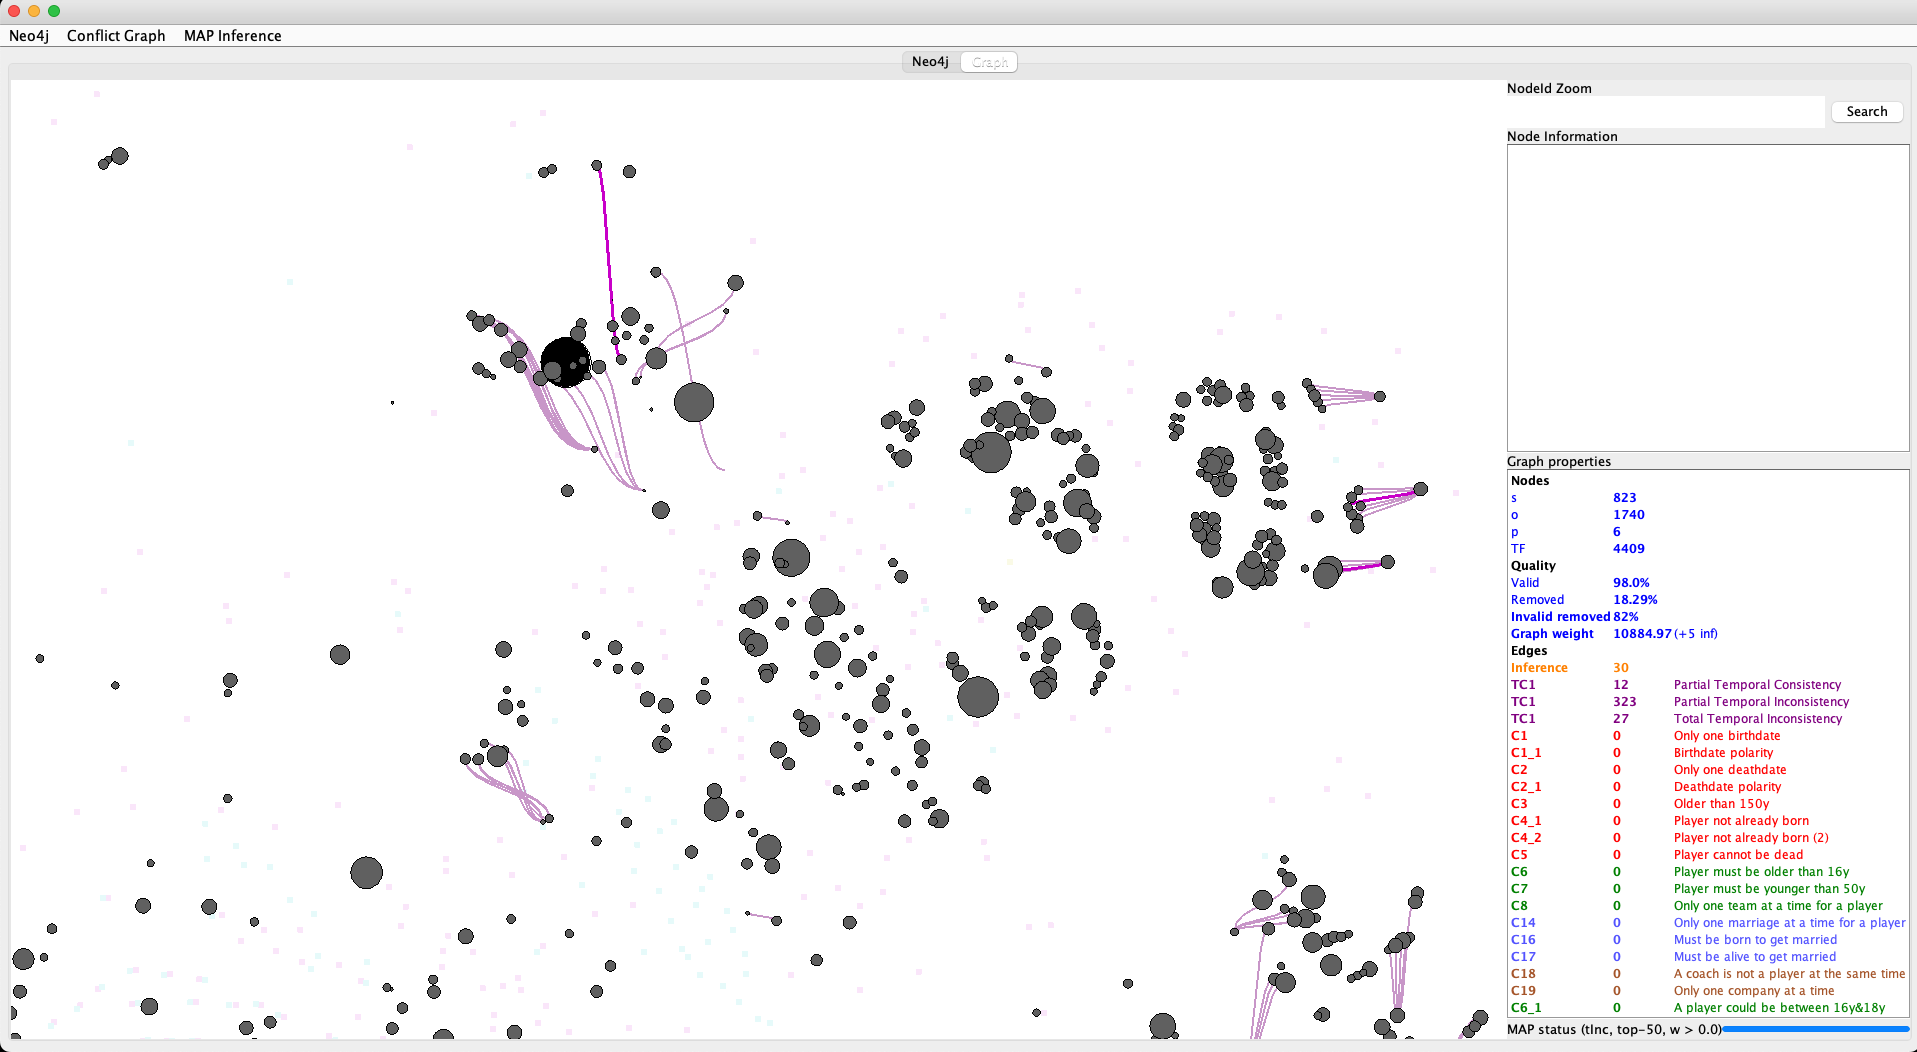 Neo4j Conflict Graph MAP Inference
Neo4j Graph
NodeId Zoom
Search
Node Information
Graph properties
Nodes
s 823
o 1740
p 6
TF 4409
Quality
Valid 98.0%
Removed 18.29%
Invalid removed 82%
Graph weight 10884.97 (+5 inf)
Edges
Inference 30
TC1 12 Partial Temporal Consistency
TC1 323 Partial Temporal Inconsistency
TC1 27 Total Temporal Inconsistency
C1 0 Only one birthdate
C1_1 0 Birthdate polarity
C2 0 Only one deathdate
C2_1 0 Deathdate polarity
C3 0 Older than 150y
C4_1 0 Player not already born
C4_2 0 Player not already born (2)
C5 0 Player cannot be dead
C6 0 Player must be older than 16y
C7 0 Player must be younger than 50y
C8 0 Only one team at a time for a player
C14 0 Only one marriage at a time for a player
C16 0 Must be born to get married
C17 0 Must be alive to get married
C18 0 A coach is not a player at the same time
C19 0 Only one company at a time
C6_1 0 A player could be between 16y&18y
MAP status (tInc, top-50, w > 0.0)